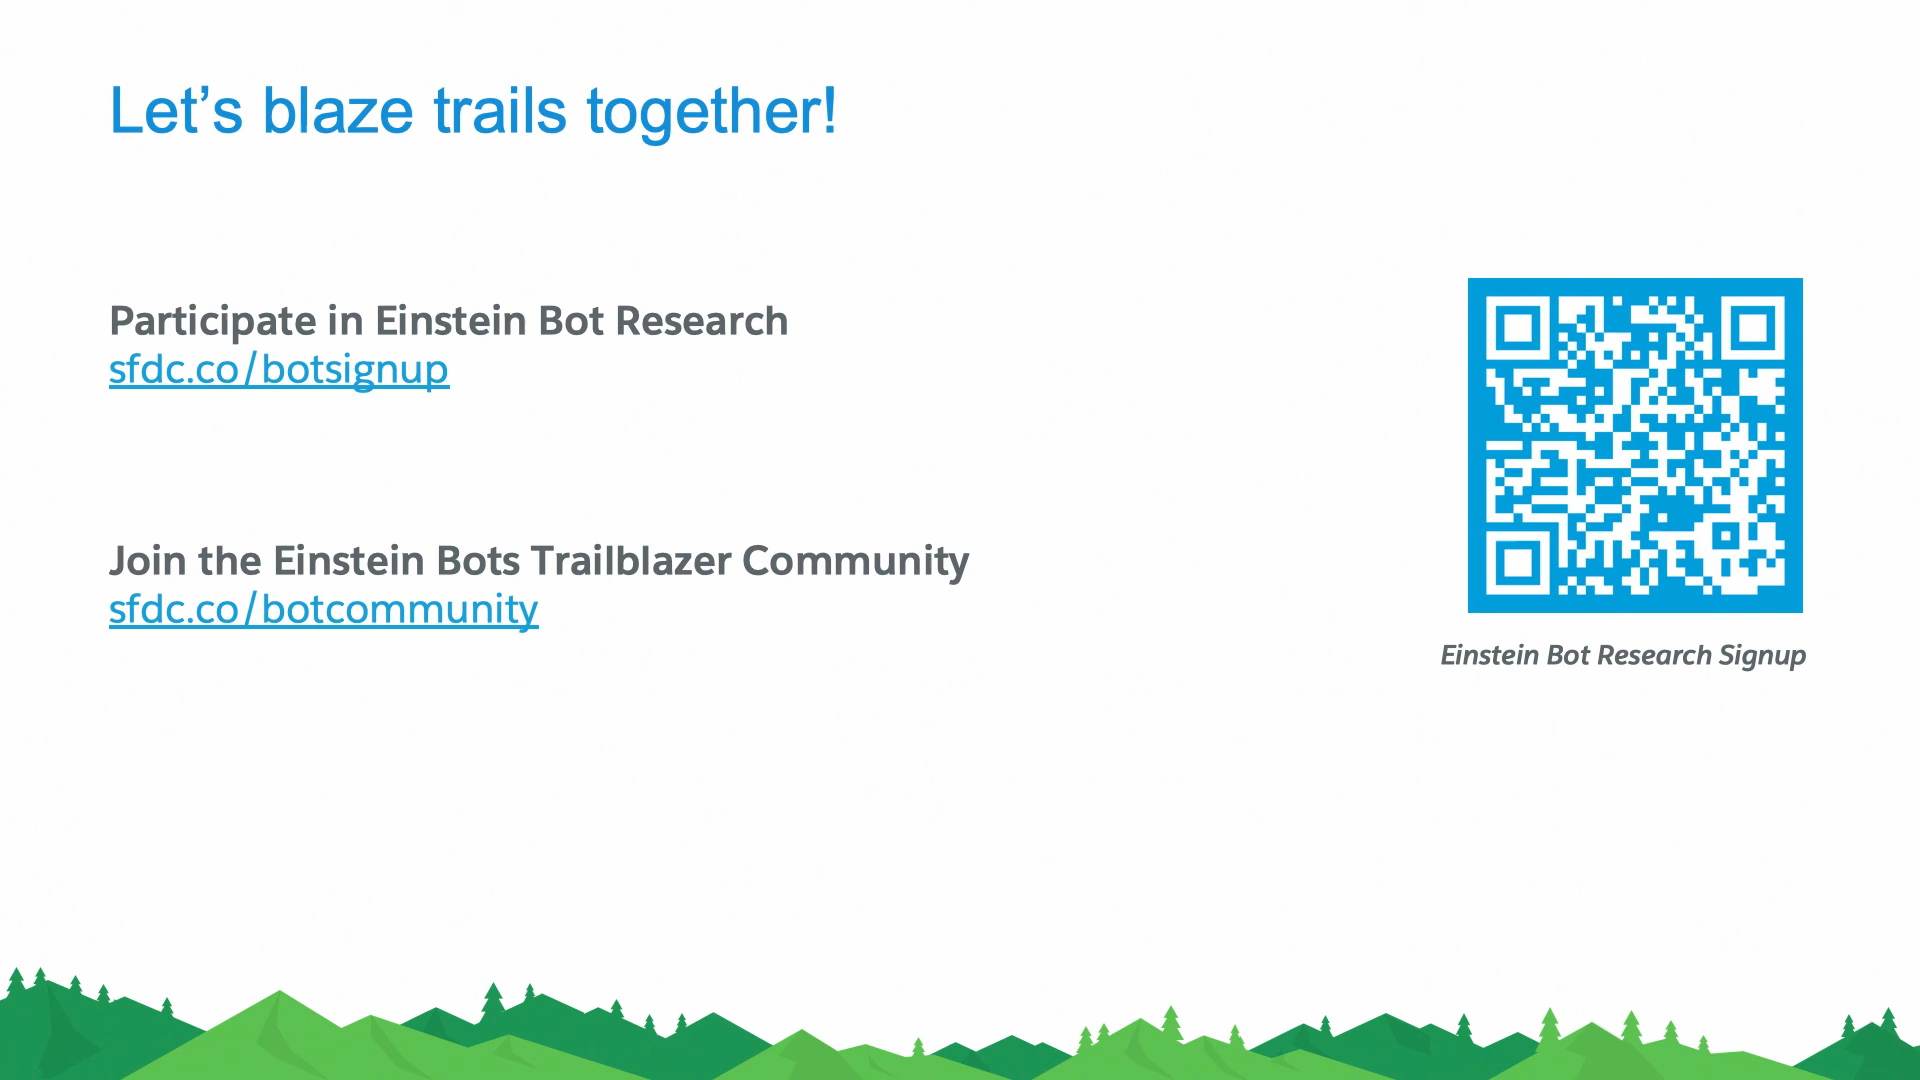 Let’s blaze trails together!
Participate in Einstein Bot Research
sfdc.co/botsignup
Join the Einstein Bots Trailblazer Community
sfdc.co/botcommunity
Einstein Bot Research Signup